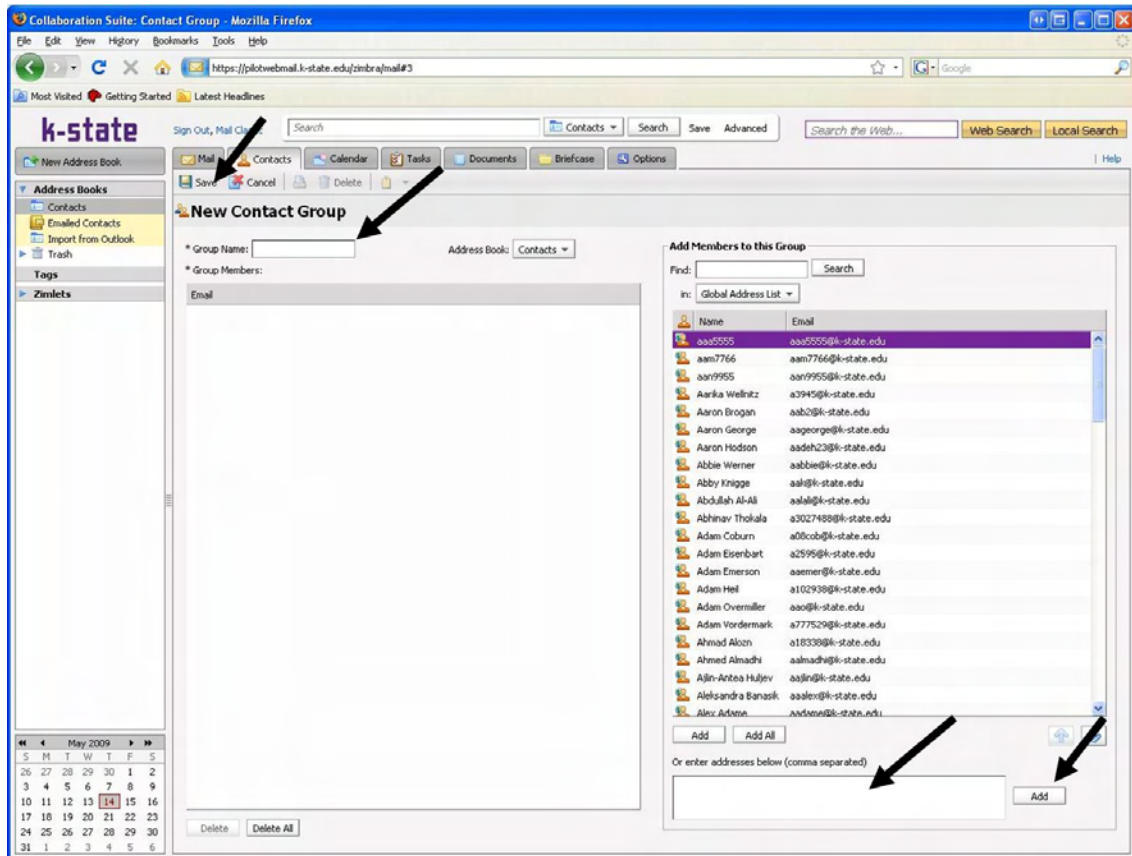 Collaboration Suite: Contact Group - Mozilla Firefox
File Edit View History Bookmarks Tools Help
https://pilotwebmail.k-state.edu/zimbra/mail#3
Google
Most Visited Getting Started Latest Headlines
k-state
Sign Out, Mail
Search
Contacts
Search
Save
Advanced
Search the Web...
Web Search
Local Search
New Address Book
Mail
Contacts
Calendar
Tasks
Documents
Briefcase
Options
Help
Save
Cancel
Delete
Address Books
Contacts
Emailed Contacts
Import from Outlook
Trash
Tags
Zimlets
New Contact Group
* Group Name:
Address Book: Contacts
* Group Members:
Email
Delete
Delete All
Add Members to this Group
Find:
Search
in: Global Address List
Name Email
aaa5555 aaa5555@k-state.edu
aam7766 aam7766@k-state.edu
aan9955 aan9955@k-state.edu
Aarika Wellnitz a3945@k-state.edu
Aaron Brogan aab2@k-state.edu
Aaron George aageorge@k-state.edu
Aaron Hodson aadeh23@k-state.edu
Abbie Werner aabbie@k-state.edu
Abby Knigge aak@k-state.edu
Abdullah Al-Ali aalali@k-state.edu
Abhinav Thokala a3027488@k-state.edu
Adam Coburn a08cob@k-state.edu
Adam Eisenbart a2595@k-state.edu
Adam Emerson aaemer@k-state.edu
Adam Heil a102938@k-state.edu
Adam Overmiller aao@k-state.edu
Adam Vordermark a777529@k-state.edu
Ahmad Alozn a18338@k-state.edu
Ahmed Almadhi aalmadhi@k-state.edu
Ajlin-Antea Huljev aajlin@k-state.edu
Aleksandra Banasik aaalex@k-state.edu
Alex Adame aadame@k-state.edu
Add
Add All
Or enter addresses below (comma separated)
Add
May 2009
S M T W T F S
26 27 28 29 30 1 2
3 4 5 6 7 8 9
10 11 12 13 14 15 16
17 18 19 20 21 22 23
24 25 26 27 28 29 30
31 1 2 3 4 5 6